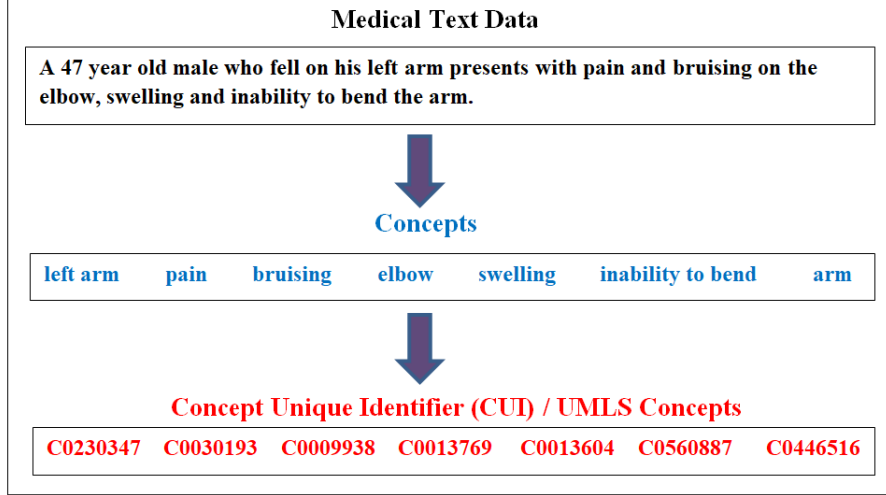 Medical Text Data
A 47 year old male who fell on his left arm presents with pain and bruising on the
elbow, swelling and inability to bend the arm.
Concepts
left arm pain bruising elbow swelling inability to bend arm
Concept Unique Identifier (CUI) / UMLS Concepts
C0230347 C0030193 C0009938 C0013769 C0013604 C0560887 C0446516